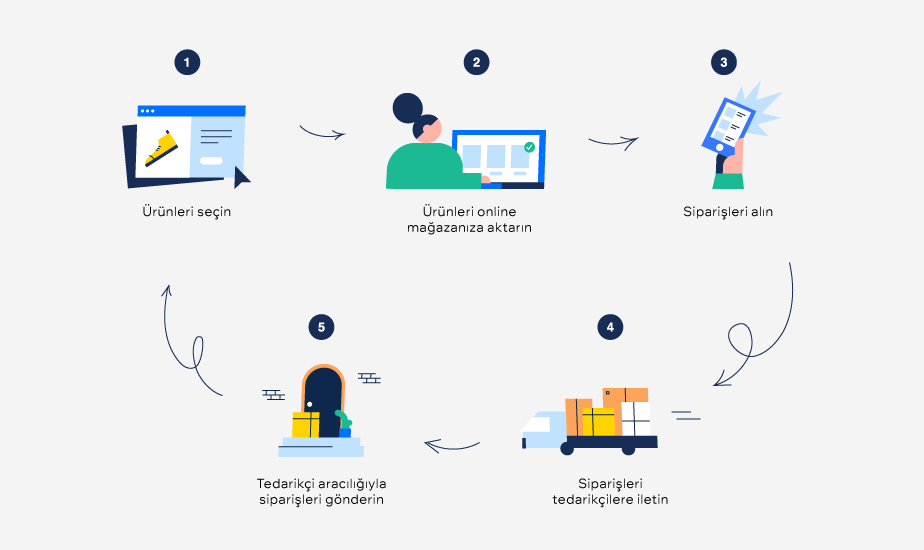 1
2
3
Ürünleri seçin
Ürünleri online
mağazanıza aktarın
Siparişleri alın
5
4
Tedarikçi aracılığıyla
siparişleri gönderin
Siparişleri
tedarikçilere iletin